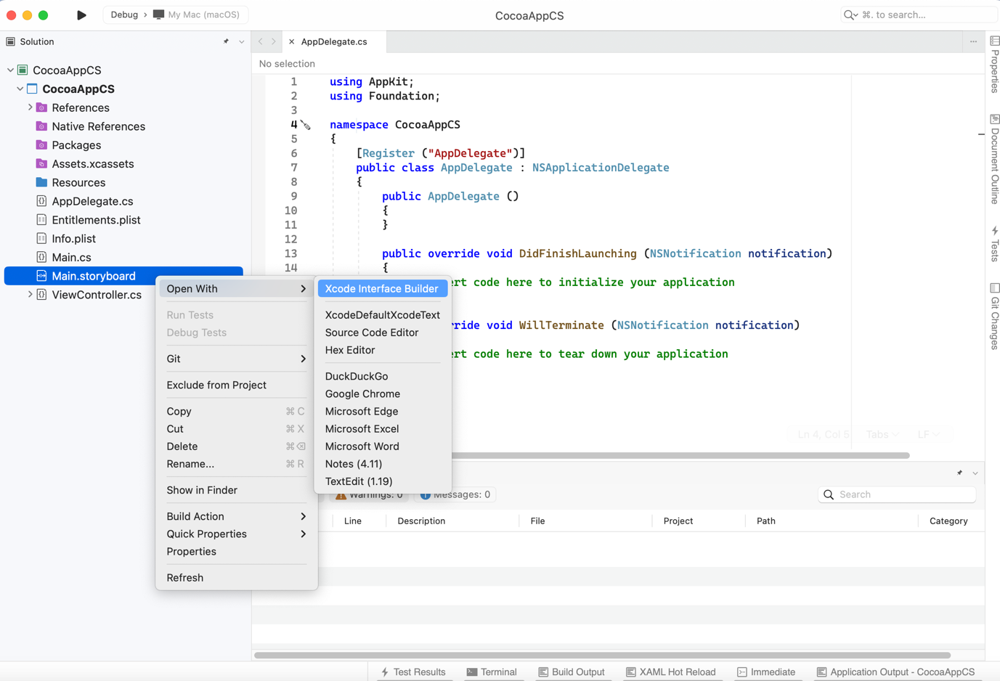 Debug › My Mac (macOS)
CocoaAppCS
⌘. to search...
Solution
AppDelegate.cs
No selection
CocoaAppCS
CocoaAppCS
References
Native References
Packages
Assets.xcassets
Resources
AppDelegate.cs
Entitlements.plist
Info.plist
Main.cs
Main.storyboard
ViewController.cs
1 using AppKit;
2 using Foundation;
3
4 namespace CocoaAppCS
5 {
6 [Register ("AppDelegate")]
7 public class AppDelegate : NSApplicationDelegate
8 {
9 public AppDelegate ()
10 {
11 }
12
13 public override void DidFinishLaunching (NSNotification notification)
14 {
ert code here to initialize your application
rride void WillTerminate (NSNotification notification)
ert code here to tear down your application
Open With
Run Tests
Debug Tests
Git
Exclude from Project
Copy ⌘ C
Cut ⌘ X
Delete ⌘⌫
Rename... ⌘ R
Show in Finder
Build Action
Quick Properties
Properties
Refresh
Xcode Interface Builder
XcodeDefaultXcodeText
Source Code Editor
Hex Editor
DuckDuckGo
Google Chrome
Microsoft Edge
Microsoft Excel
Microsoft Word
Notes (4.11)
TextEdit (1.19)
Ln 4, Col 5 Tabs LF
Warnings: 0 Messages: 0
Search
Line Description File Project Path Category
Properties
Document Outline
Tests
Git Changes
Test Results Terminal Build Output XAML Hot Reload Immediate Application Output - CocoaAppCS